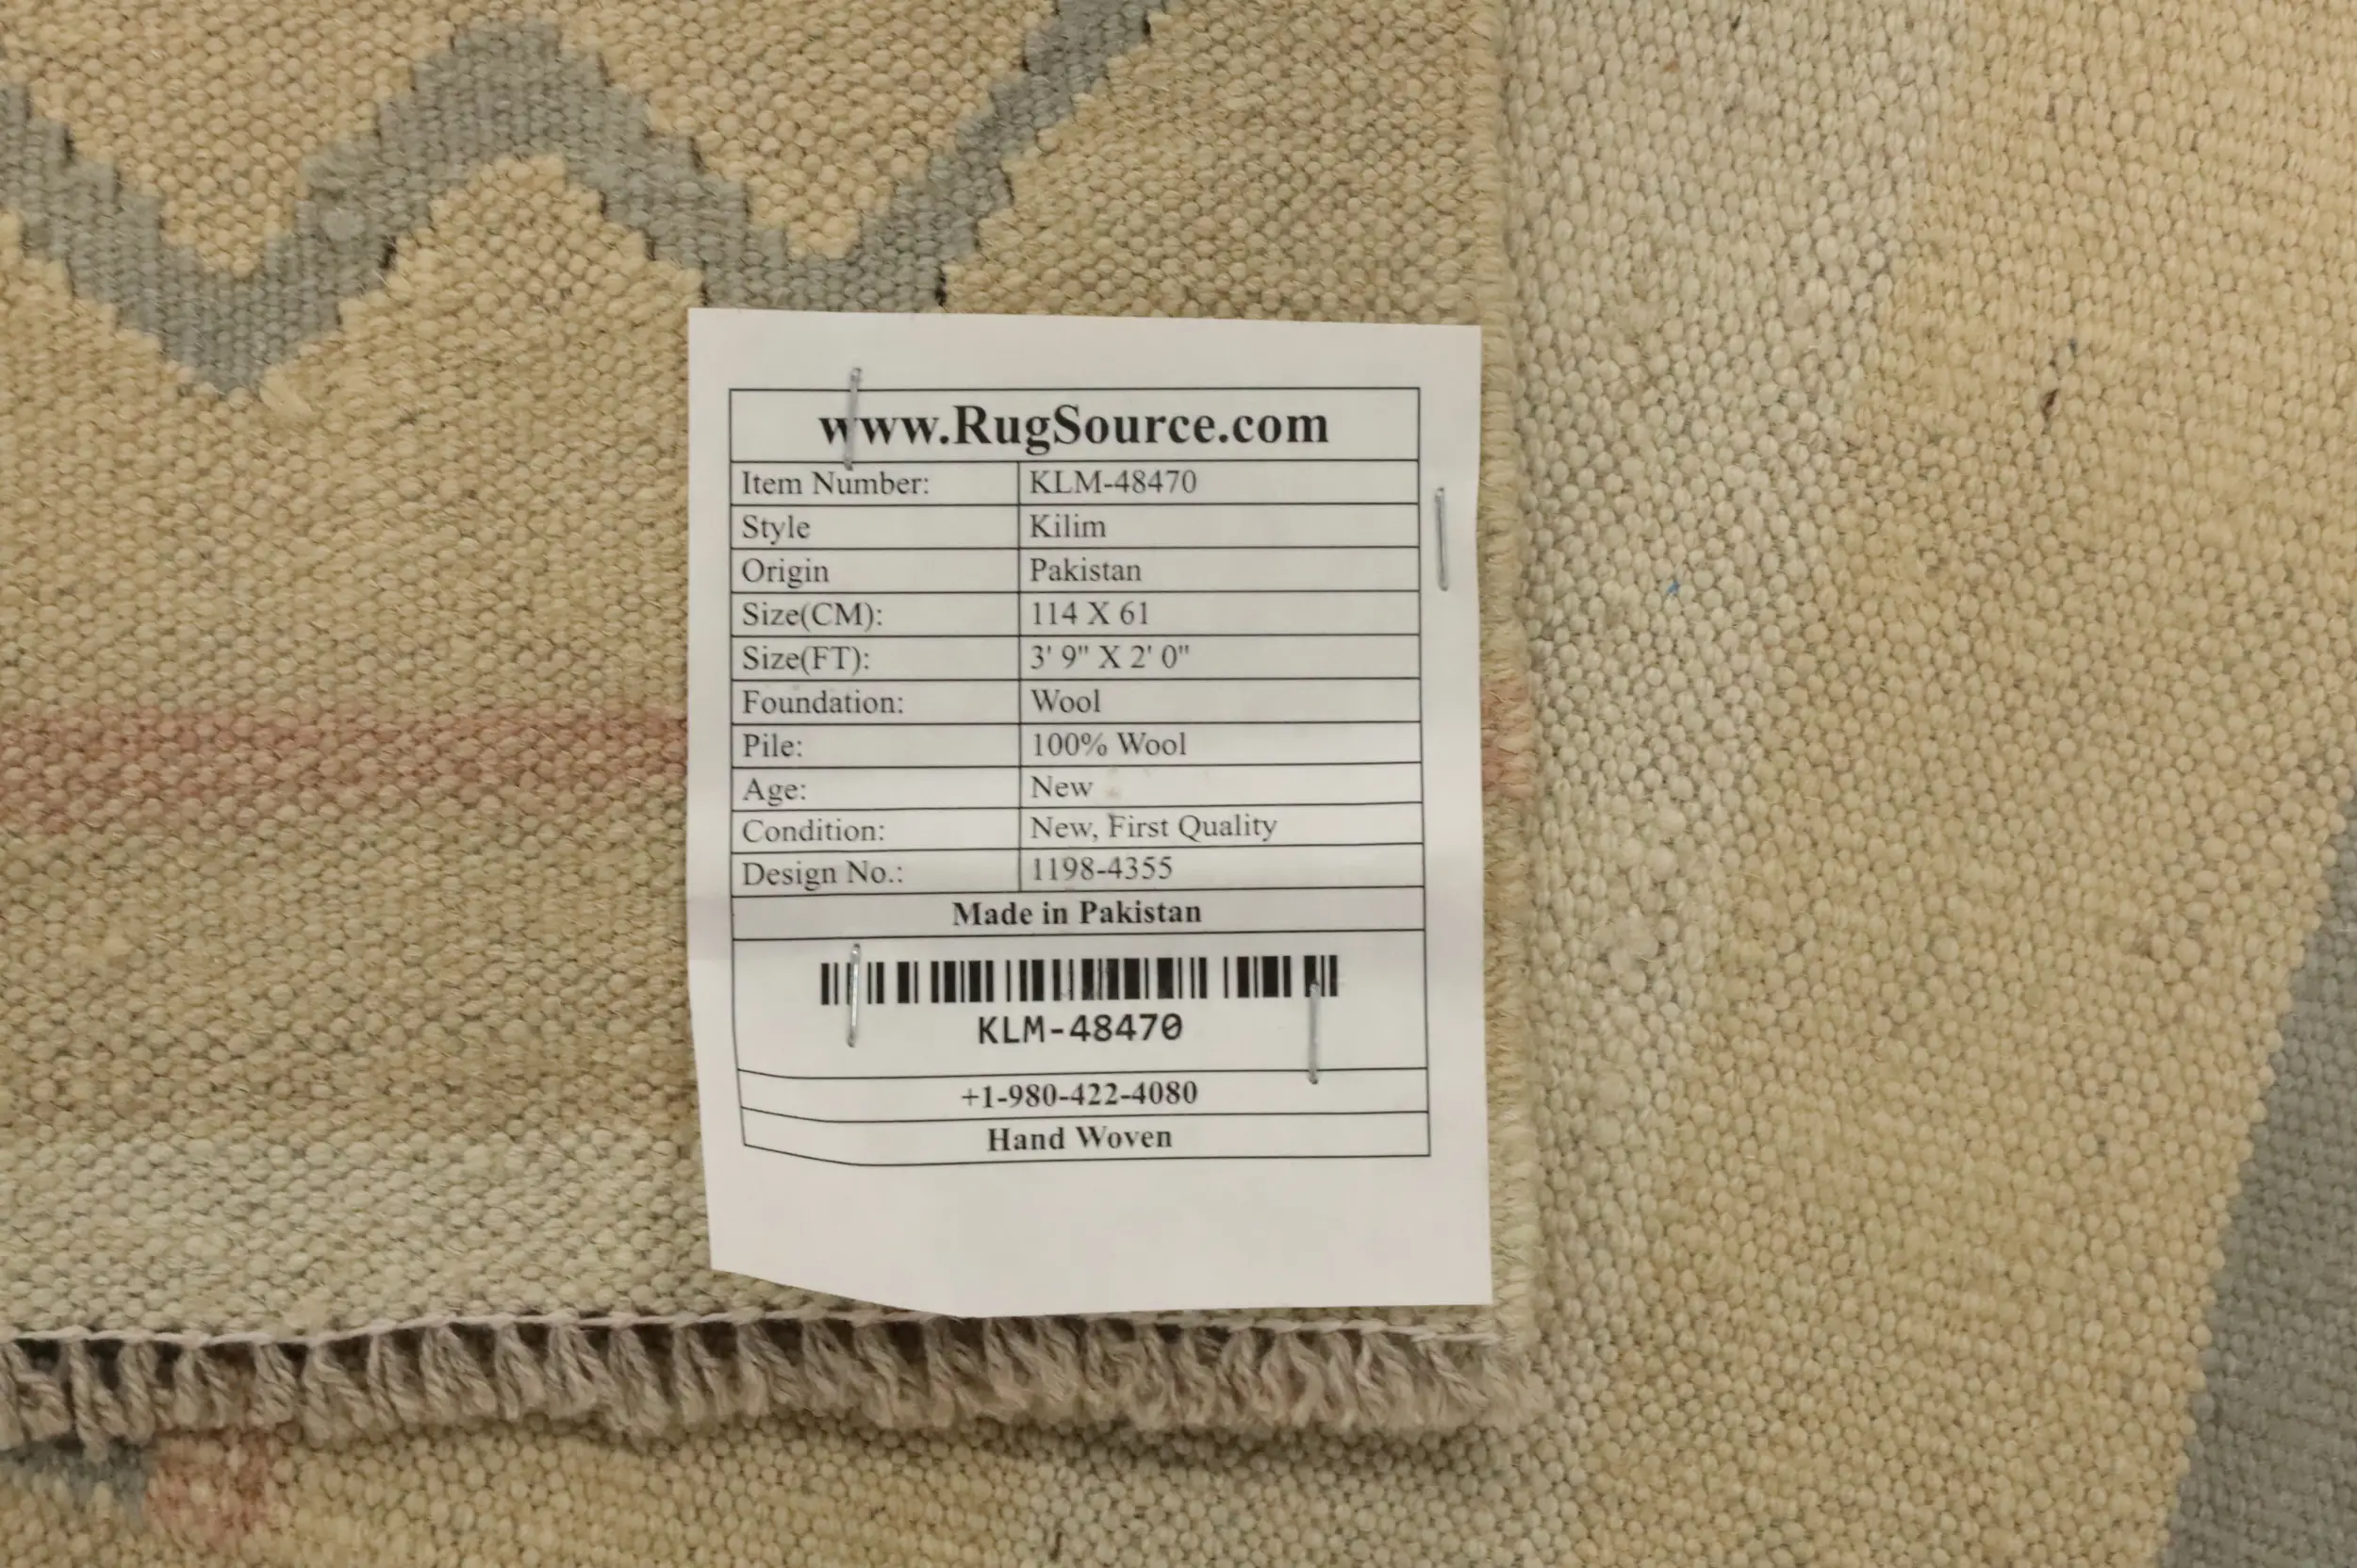 www.RugSource.com
Item Number: KLM-48470
Style Kilim
Origin Pakistan
Size(CM): 114 X 61
Size(FT): 3' 9" X 2' 0"
Foundation: Wool
Pile: 100% Wool
Age: New
Condition: New, First Quality
Design No.: 1198-4355
Made in Pakistan
KLM-48470
+1-980-422-4080
Hand Woven